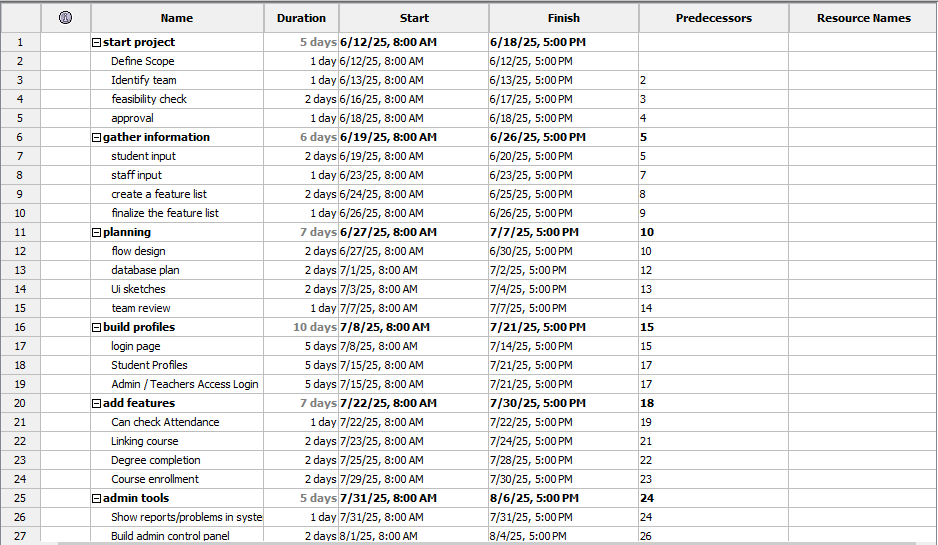 Name Duration Start Finish Predecessors Resource Names
1 start project 5 days 6/12/25, 8:00 AM 6/18/25, 5:00 PM
2 Define Scope 1 day 6/12/25, 8:00 AM 6/12/25, 5:00 PM
3 Identify team 1 day 6/13/25, 8:00 AM 6/13/25, 5:00 PM 2
4 feasibility check 2 days 6/16/25, 8:00 AM 6/17/25, 5:00 PM 3
5 approval 1 day 6/18/25, 8:00 AM 6/18/25, 5:00 PM 4
6 gather information 6 days 6/19/25, 8:00 AM 6/26/25, 5:00 PM 5
7 student input 2 days 6/19/25, 8:00 AM 6/20/25, 5:00 PM 5
8 staff input 1 day 6/23/25, 8:00 AM 6/23/25, 5:00 PM 7
9 create a feature list 2 days 6/24/25, 8:00 AM 6/25/25, 5:00 PM 8
10 finalize the feature list 1 day 6/26/25, 8:00 AM 6/26/25, 5:00 PM 9
11 planning 7 days 6/27/25, 8:00 AM 7/7/25, 5:00 PM 10
12 flow design 2 days 6/27/25, 8:00 AM 6/30/25, 5:00 PM 10
13 database plan 2 days 7/1/25, 8:00 AM 7/2/25, 5:00 PM 12
14 Ui sketches 2 days 7/3/25, 8:00 AM 7/4/25, 5:00 PM 13
15 team review 1 day 7/7/25, 8:00 AM 7/7/25, 5:00 PM 14
16 build profiles 10 days 7/8/25, 8:00 AM 7/21/25, 5:00 PM 15
17 login page 5 days 7/8/25, 8:00 AM 7/14/25, 5:00 PM 15
18 Student Profiles 5 days 7/15/25, 8:00 AM 7/21/25, 5:00 PM 17
19 Admin / Teachers Access Login 5 days 7/15/25, 8:00 AM 7/21/25, 5:00 PM 17
20 add features 7 days 7/22/25, 8:00 AM 7/30/25, 5:00 PM 18
21 Can check Attendance 1 day 7/22/25, 8:00 AM 7/22/25, 5:00 PM 19
22 Linking course 2 days 7/23/25, 8:00 AM 7/24/25, 5:00 PM 21
23 Degree completion 2 days 7/25/25, 8:00 AM 7/28/25, 5:00 PM 22
24 Course enrollment 2 days 7/29/25, 8:00 AM 7/30/25, 5:00 PM 23
25 admin tools 5 days 7/31/25, 8:00 AM 8/6/25, 5:00 PM 24
26 Show reports/problems in syste 1 day 7/31/25, 8:00 AM 7/31/25, 5:00 PM 24
27 Build admin control panel 2 days 8/1/25, 8:00 AM 8/4/25, 5:00 PM 26